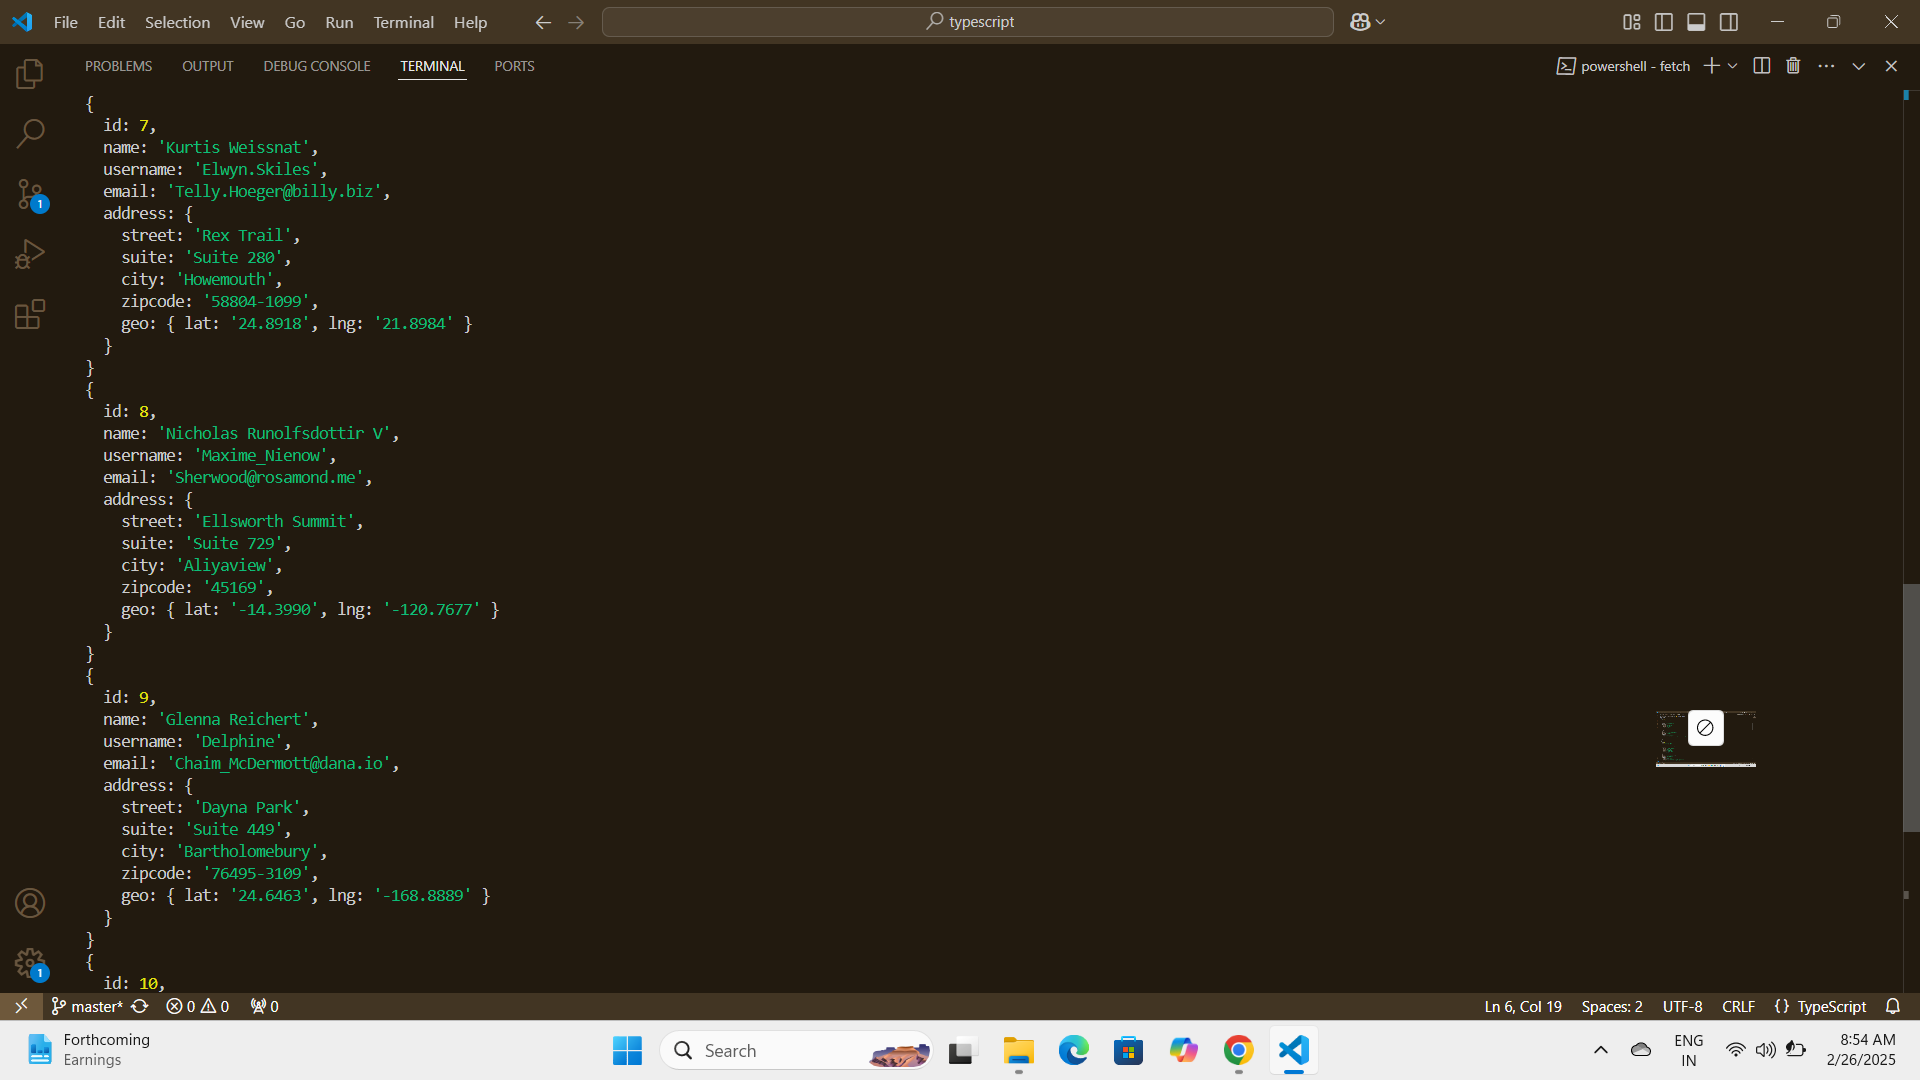 File Edit Selection View Go Run Terminal Help typescript
PROBLEMS OUTPUT DEBUG CONSOLE TERMINAL PORTS powershell - fetch
{
  id: 7,
  name: 'Kurtis Weissnat',
  username: 'Elwyn.Skiles',
  email: 'Telly.Hoeger@billy.biz',
  address: {
    street: 'Rex Trail',
    suite: 'Suite 280',
    city: 'Howemouth',
    zipcode: '58804-1099',
    geo: { lat: '24.8918', lng: '21.8984' }
  }
}
{
  id: 8,
  name: 'Nicholas Runolfsdottir V',
  username: 'Maxime_Nienow',
  email: 'Sherwood@rosamond.me',
  address: {
    street: 'Ellsworth Summit',
    suite: 'Suite 729',
    city: 'Aliyaview',
    zipcode: '45169',
    geo: { lat: '-14.3990', lng: '-120.7677' }
  }
}
{
  id: 9,
  name: 'Glenna Reichert',
  username: 'Delphine',
  email: 'Chaim_McDermott@dana.io',
  address: {
    street: 'Dayna Park',
    suite: 'Suite 449',
    city: 'Bartholomebury',
    zipcode: '76495-3109',
    geo: { lat: '24.6463', lng: '-168.8889' }
  }
}
{
  id: 10,
1
1
master* 0 0 0 Ln 6, Col 19 Spaces: 2 UTF-8 CRLF {} TypeScript
Forthcoming
Earnings
Search
ENG
IN
8:54 AM
2/26/2025